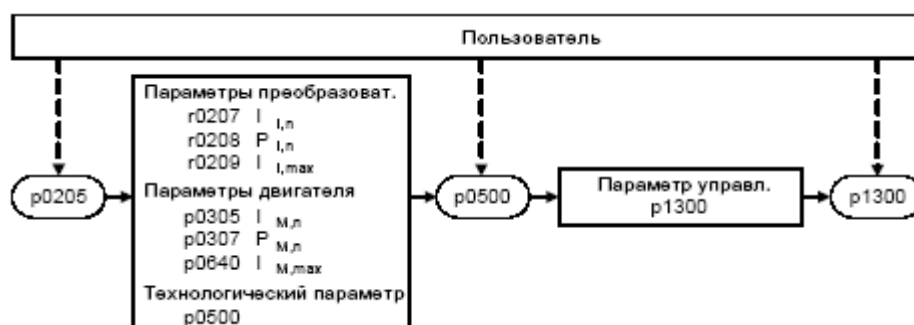 Пользователь
Параметры преобразоват.
r0207 I I,n
r0208 P I,n
r0209 I I,max
Параметры двигателя
p0305 I M,n
p0307 P M,n
p0640 I M,max
Технологический параметр
p0500
p0205
p0500
Параметр управл.
p1300
p1300